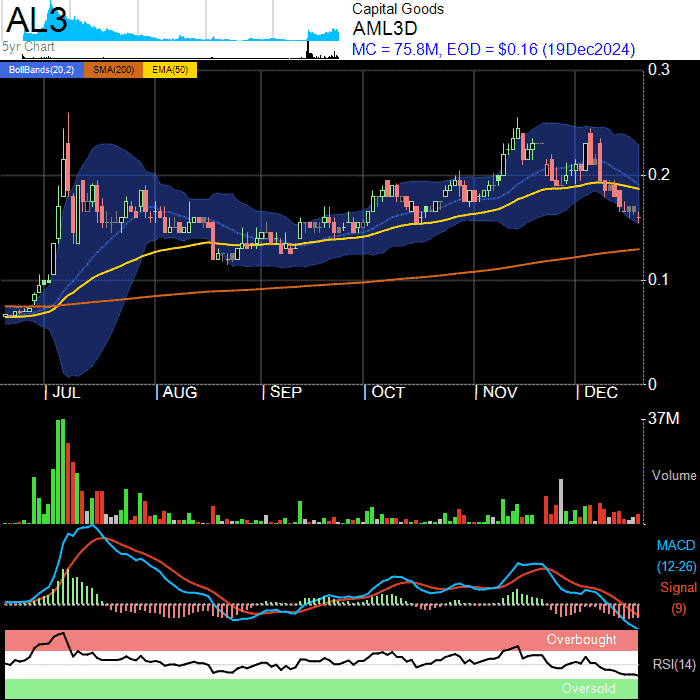 AL3
5yr Chart
Capital Goods
AML3D
MC = 75.8M, EOD = $0.16 (19Dec2024)
BollBands(20,2) SMA(200) EMA(50)
0.3
0.2
0.1
0
JUL AUG SEP OCT NOV DEC
37M
Volume
MACD
(12-26)
Signal
(9)
Overbought
RSI(14)
Oversold